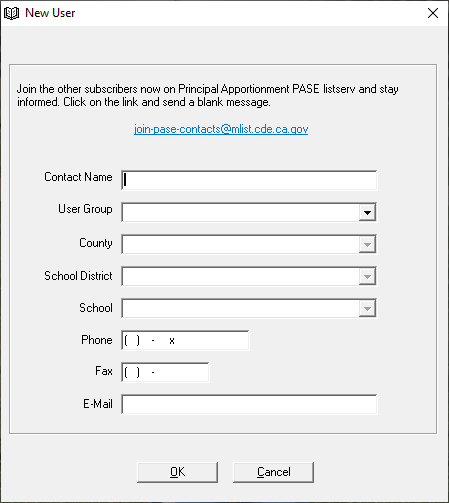 New User
Join the other subscribers now on Principal Apportionment PASE listserv and stay
informed. Click on the link and send a blank message.
join-pase-contacts@mlist.cde.ca.gov
Contact Name
User Group
County
School District
School
Phone ( ) - x
Fax ( ) -
E-Mail
OK Cancel